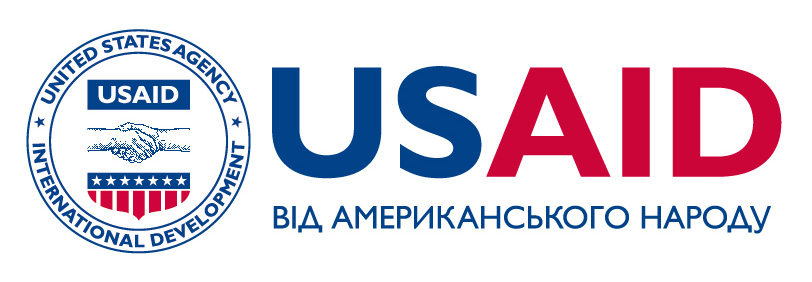 UNITED STATES AGENCY
USAID
INTERNATIONAL DEVELOPMENT
USAID
ВІД АМЕРИКАНСЬКОГО НАРОДУ